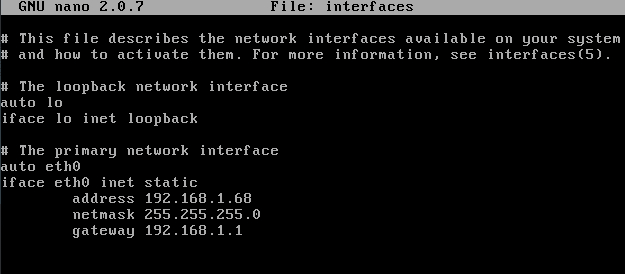 GNU nano 2.0.7 File: interfaces
# This file describes the network interfaces available on your system
# and how to activate them. For more information, see interfaces(5).
# The loopback network interface
auto lo
iface lo inet loopback
# The primary network interface
auto eth0
iface eth0 inet static
address 192.168.1.68
netmask 255.255.255.0
gateway 192.168.1.1